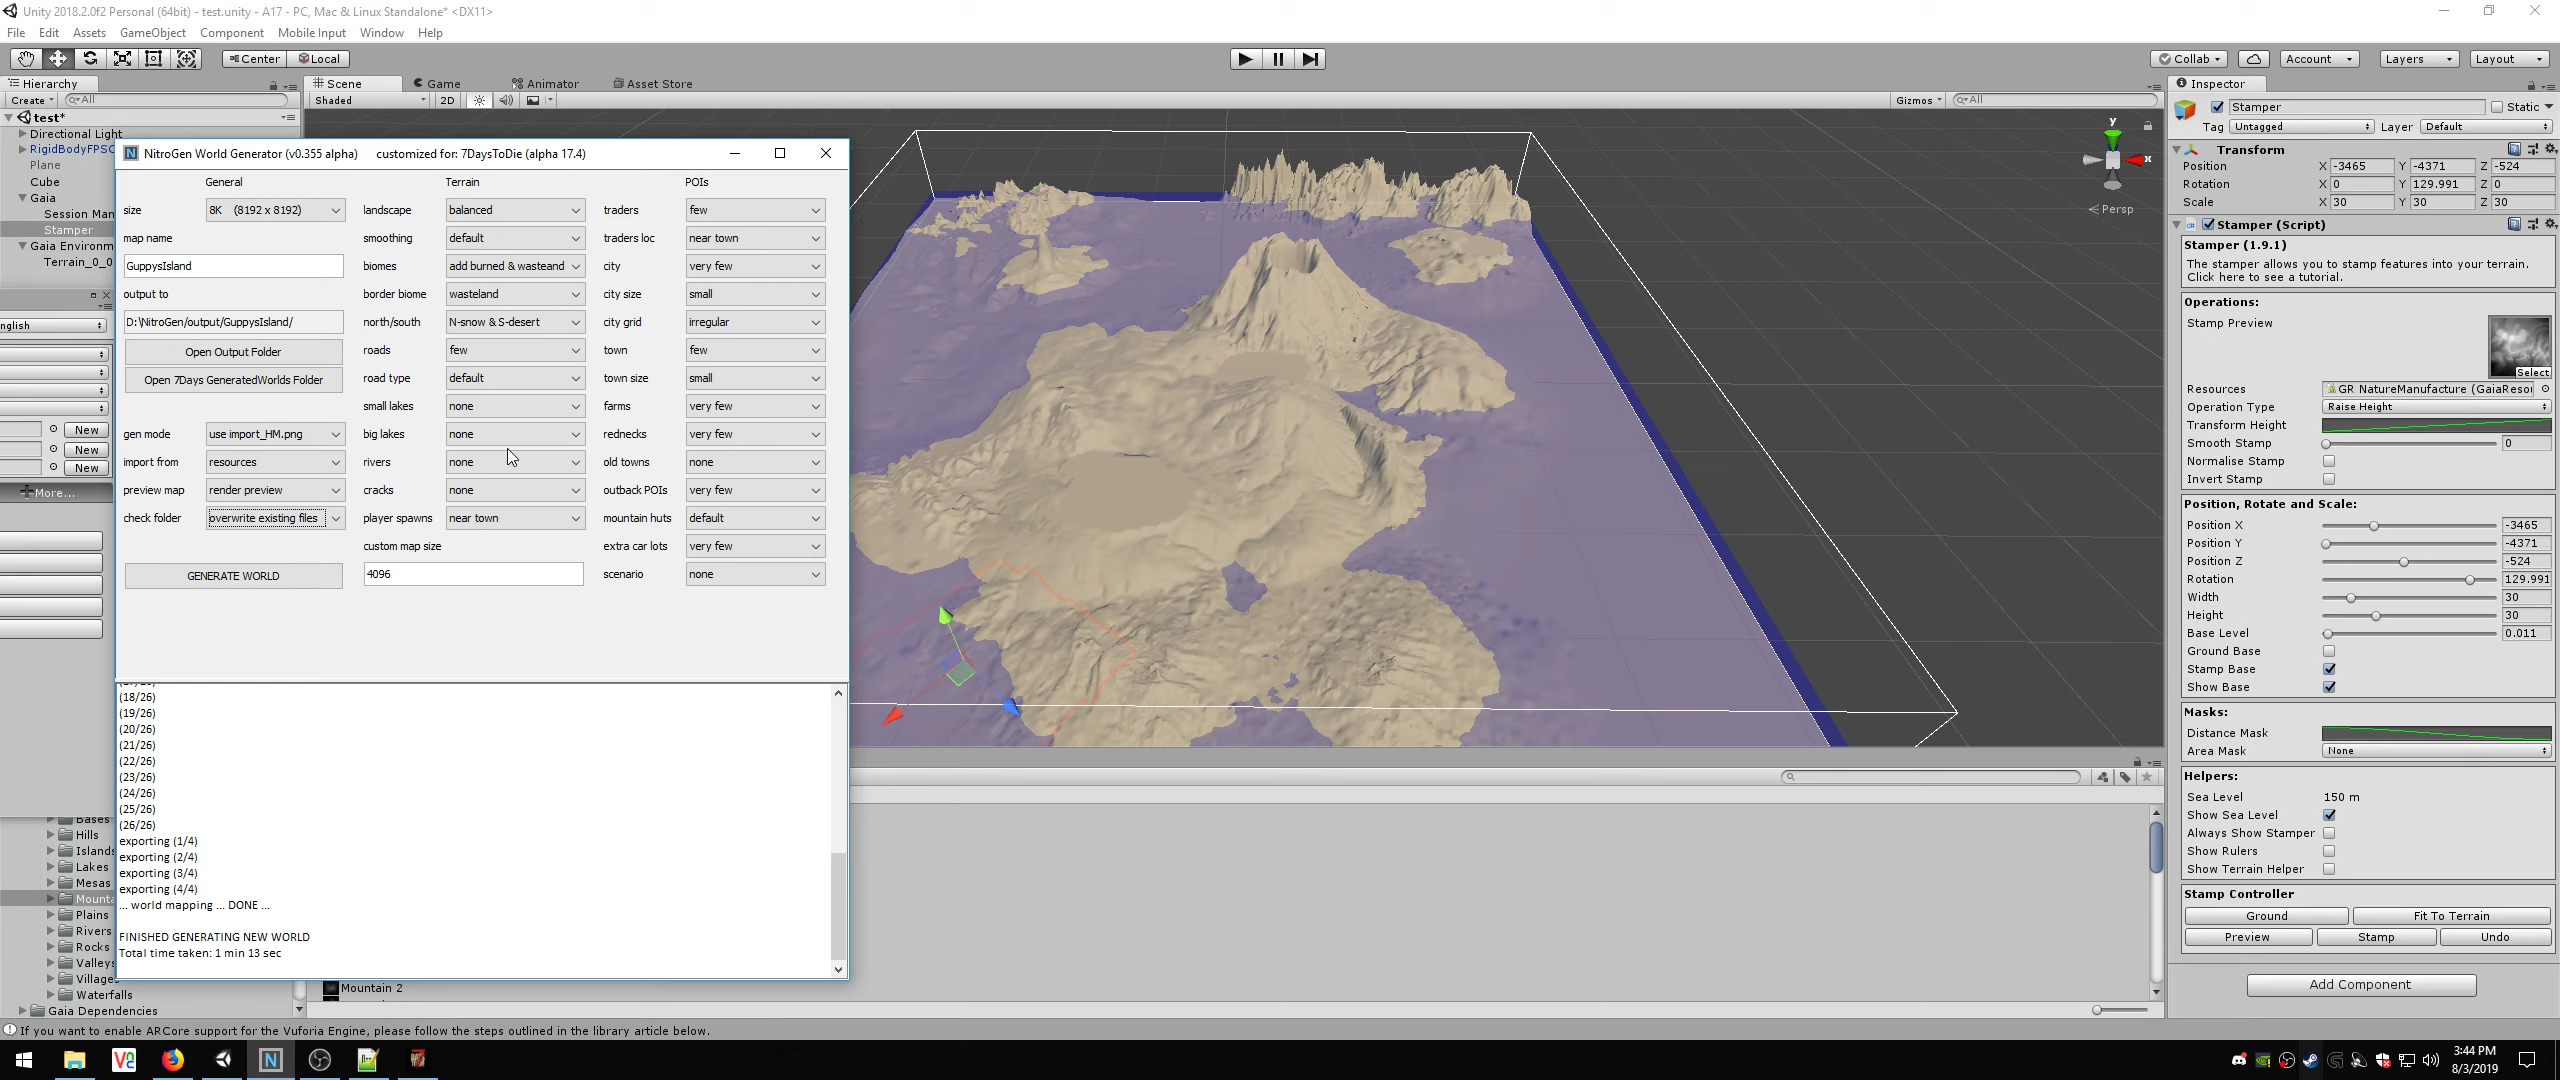 Unity 2018.2.0f2 Personal (64bit) - test.unity - A17 - PC, Mac & Linux Standalone* <DX11>
File Edit Assets GameObject Component Mobile Input Window Help
Center Local Collab Account Layers Layout
Hierarchy
Create All
test*
Directional Light
RigidBodyFPSC
Plane
Cube
Gaia
Session Man
Stamper
Gaia Environm
Terrain_0_0
nglish
New
New
New
More...
Bases
Hills
Islands
Lakes
Mesas
Mounta
Plains
Rivers
Rocks
Valleys
Village
Waterfalls
Gaia Dependencies
Scene Game Animator Asset Store
Shaded 2D Gizmos All
y
x
Persp
NitroGen World Generator (v0.355 alpha) customized for: 7DaysToDie (alpha 17.4)
General Terrain POIs
size 8K (8192 x 8192) landscape balanced traders few
map name smoothing default traders loc near town
GuppysIsland biomes add burned & wasteand city very few
output to border biome wasteland city size small
D:\NitroGen/output/GuppysIsland/ north/south N-snow & S-desert city grid irregular
Open Output Folder roads few town few
Open 7Days GeneratedWorlds Folder road type default town size small
small lakes none farms very few
gen mode use import_HM.png big lakes none rednecks very few
import from resources rivers none old towns none
preview map render preview cracks none outback POIs very few
check folder overwrite existing files player spawns near town mountain huts default
custom map size extra car lots very few
GENERATE WORLD 4096 scenario none
(18/26)
(19/26)
(20/26)
(21/26)
(22/26)
(23/26)
(24/26)
(25/26)
(26/26)
exporting (1/4)
exporting (2/4)
exporting (3/4)
exporting (4/4)
... world mapping ... DONE ...
FINISHED GENERATING NEW WORLD
Total time taken: 1 min 13 sec
Mountain 2
Inspector
Stamper Static
Tag Untagged Layer Default
Transform
Position X -3465 Y -4371 Z -524
Rotation X 0 Y 129.991 Z 0
Scale X 30 Y 30 Z 30
Stamper (Script)
Stamper (1.9.1)
The stamper allows you to stamp features into your terrain.
Click here to see a tutorial.
Operations:
Stamp Preview
Select
Resources GR NatureManufacture (GaiaResou
Operation Type Raise Height
Transform Height
Smooth Stamp 0
Normalise Stamp
Invert Stamp
Position, Rotate and Scale:
Position X -3465
Position Y -4371
Position Z -524
Rotation 129.991
Width 30
Height 30
Base Level 0.011
Ground Base
Stamp Base
Show Base
Masks:
Distance Mask
Area Mask None
Helpers:
Sea Level 150 m
Show Sea Level
Always Show Stamper
Show Rulers
Show Terrain Helper
Stamp Controller
Ground Fit To Terrain
Preview Stamp Undo
Add Component
If you want to enable ARCore support for the Vuforia Engine, please follow the steps outlined in the library article below.
3:44 PM
8/3/2019